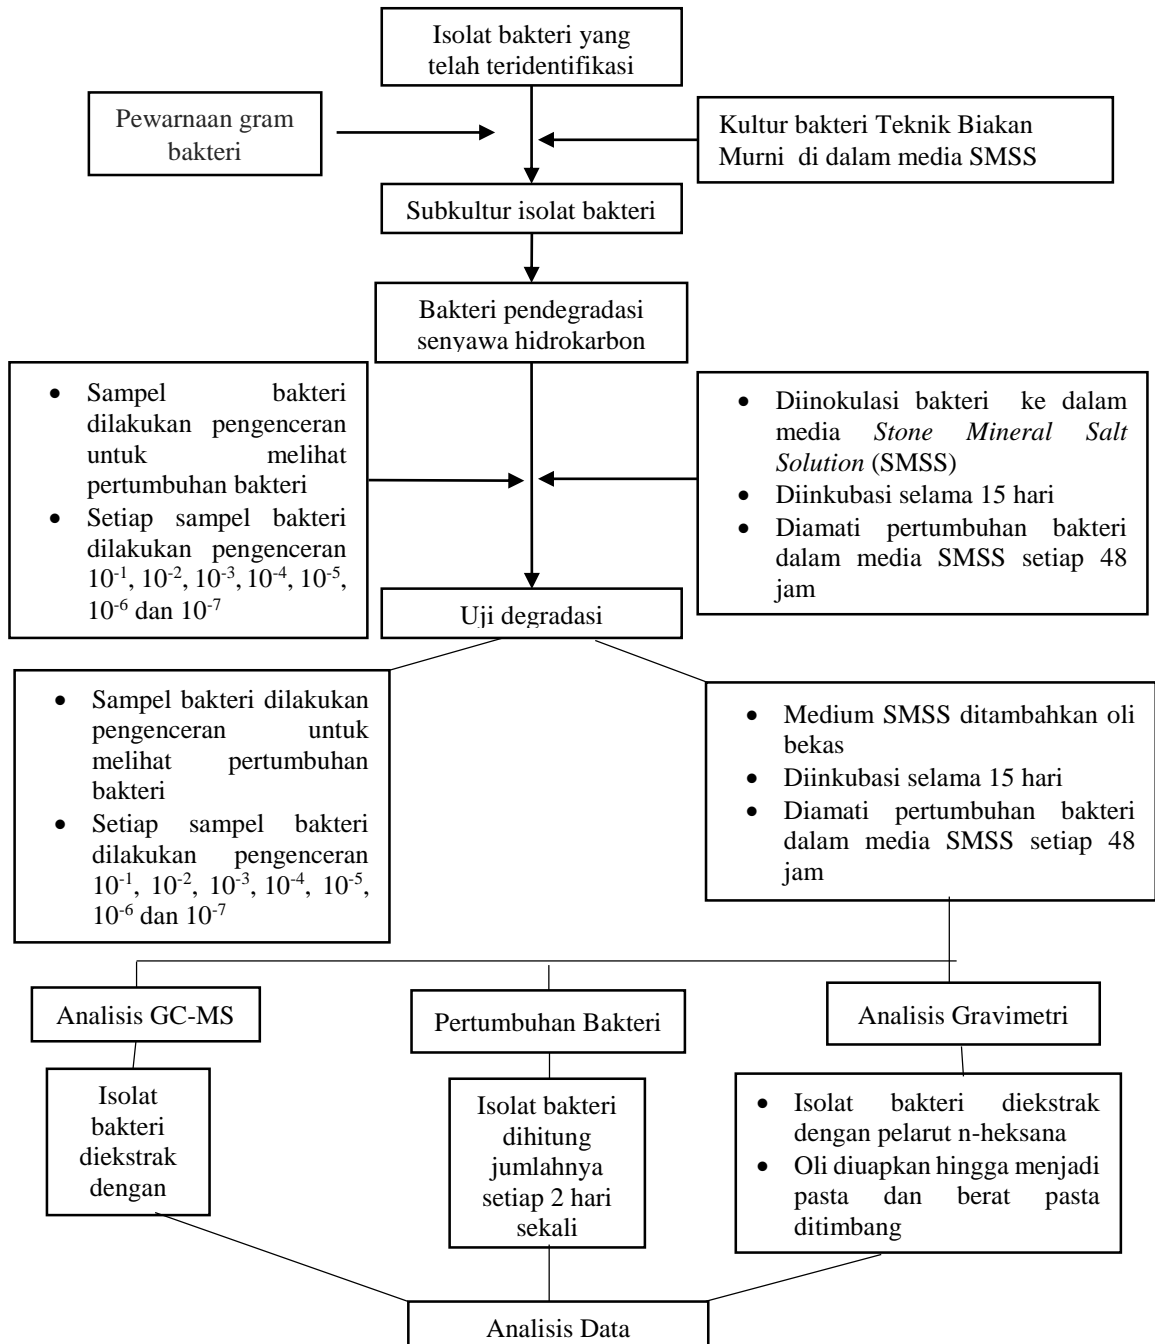 Isolat bakteri yang
telah teridentifikasi
Pewarnaan gram
bakteri
Kultur bakteri Teknik Biakan
Murni di dalam media SMSS
Subkultur isolat bakteri
Bakteri pendegradasi
senyawa hidrokarbon
• Sampel bakteri
dilakukan pengenceran
untuk melihat
pertumbuhan bakteri
• Setiap sampel bakteri
dilakukan pengenceran
10⁻¹, 10⁻², 10⁻³, 10⁻⁴, 10⁻⁵,
10⁻⁶ dan 10⁻⁷
• Diinokulasi bakteri ke dalam
media Stone Mineral Salt
Solution (SMSS)
• Diinkubasi selama 15 hari
• Diamati pertumbuhan bakteri
dalam media SMSS setiap 48
jam
Uji degradasi
• Sampel bakteri dilakukan
pengenceran untuk
melihat pertumbuhan
bakteri
• Setiap sampel bakteri
dilakukan pengenceran
10⁻¹, 10⁻², 10⁻³, 10⁻⁴, 10⁻⁵,
10⁻⁶ dan 10⁻⁷
• Medium SMSS ditambahkan oli
bekas
• Diinkubasi selama 15 hari
• Diamati pertumbuhan bakteri
dalam media SMSS setiap 48
jam
Analisis GC-MS
Pertumbuhan Bakteri
Analisis Gravimetri
Isolat
bakteri
diekstrak
dengan
Isolat bakteri
dihitung
jumlahnya
setiap 2 hari
sekali
• Isolat bakteri diekstrak
dengan pelarut n-heksana
• Oli diuapkan hingga menjadi
pasta dan berat pasta
ditimbang
Analisis Data